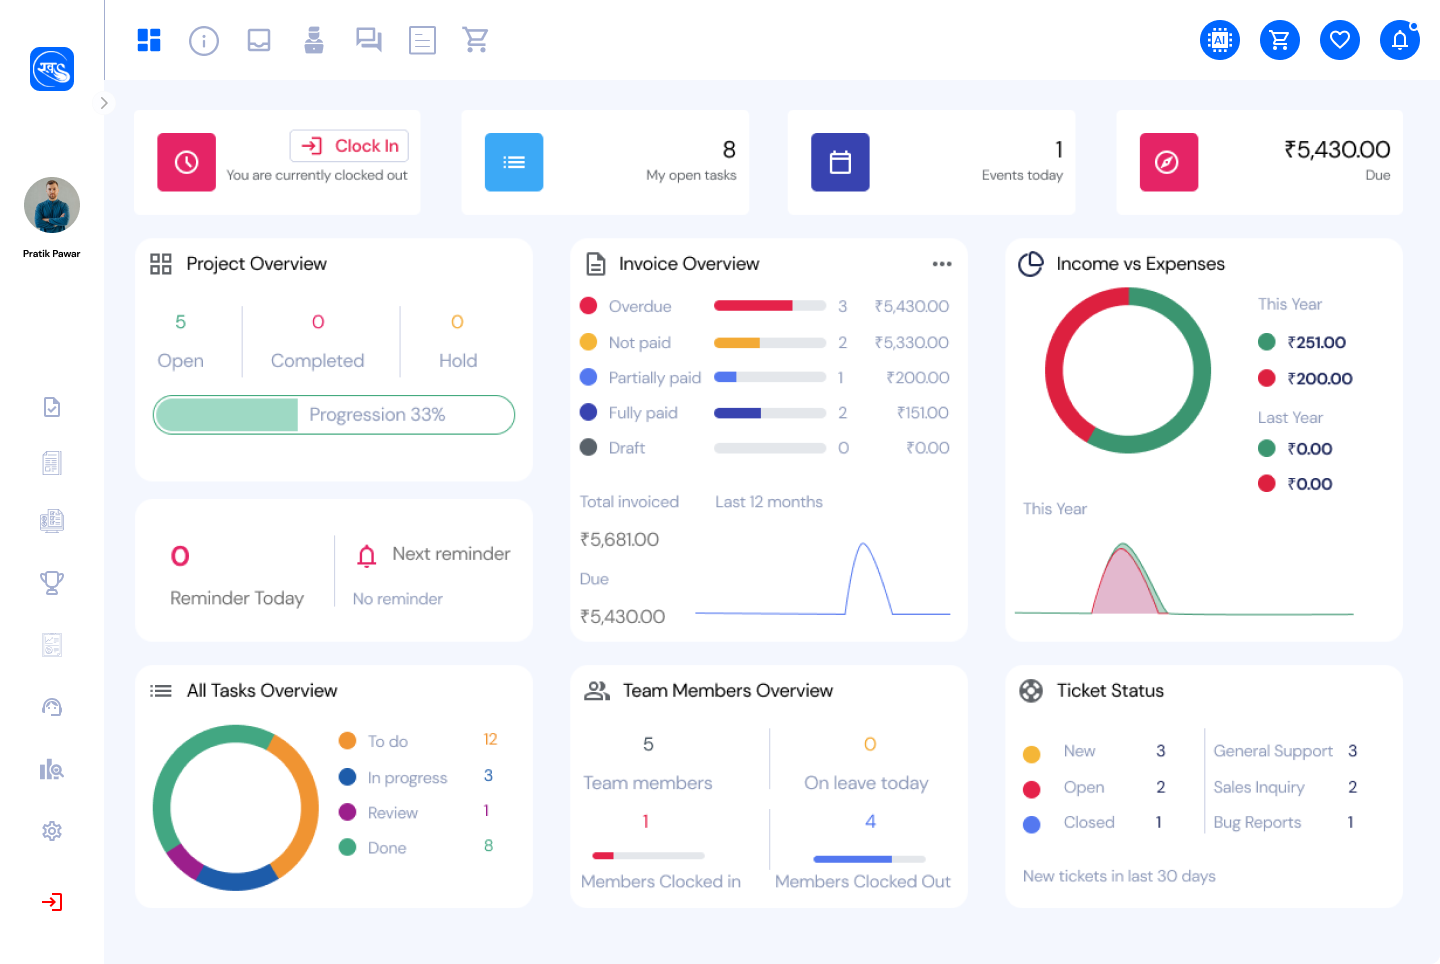 रवS
AI
Clock In
You are currently clocked out
8
My open tasks
1
Events today
₹5,430.00
Due
Pratik Pawar
Project Overview
5
Open
0
Completed
0
Hold
Progression 33%
0
Reminder Today
Next reminder
No reminder
Invoice Overview
Overdue 3 ₹5,430.00
Not paid 2 ₹5,330.00
Partially paid 1 ₹200.00
Fully paid 2 ₹151.00
Draft 0 ₹0.00
Total invoiced Last 12 months
₹5,681.00
Due
₹5,430.00
Income vs Expenses
This Year
₹251.00
₹200.00
Last Year
₹0.00
₹0.00
This Year
All Tasks Overview
To do 12
In progress 3
Review 1
Done 8
Team Members Overview
5
Team members
0
On leave today
1
Members Clocked in
4
Members Clocked Out
Ticket Status
New 3
Open 2
Closed 1
General Support 3
Sales Inquiry 2
Bug Reports 1
New tickets in last 30 days